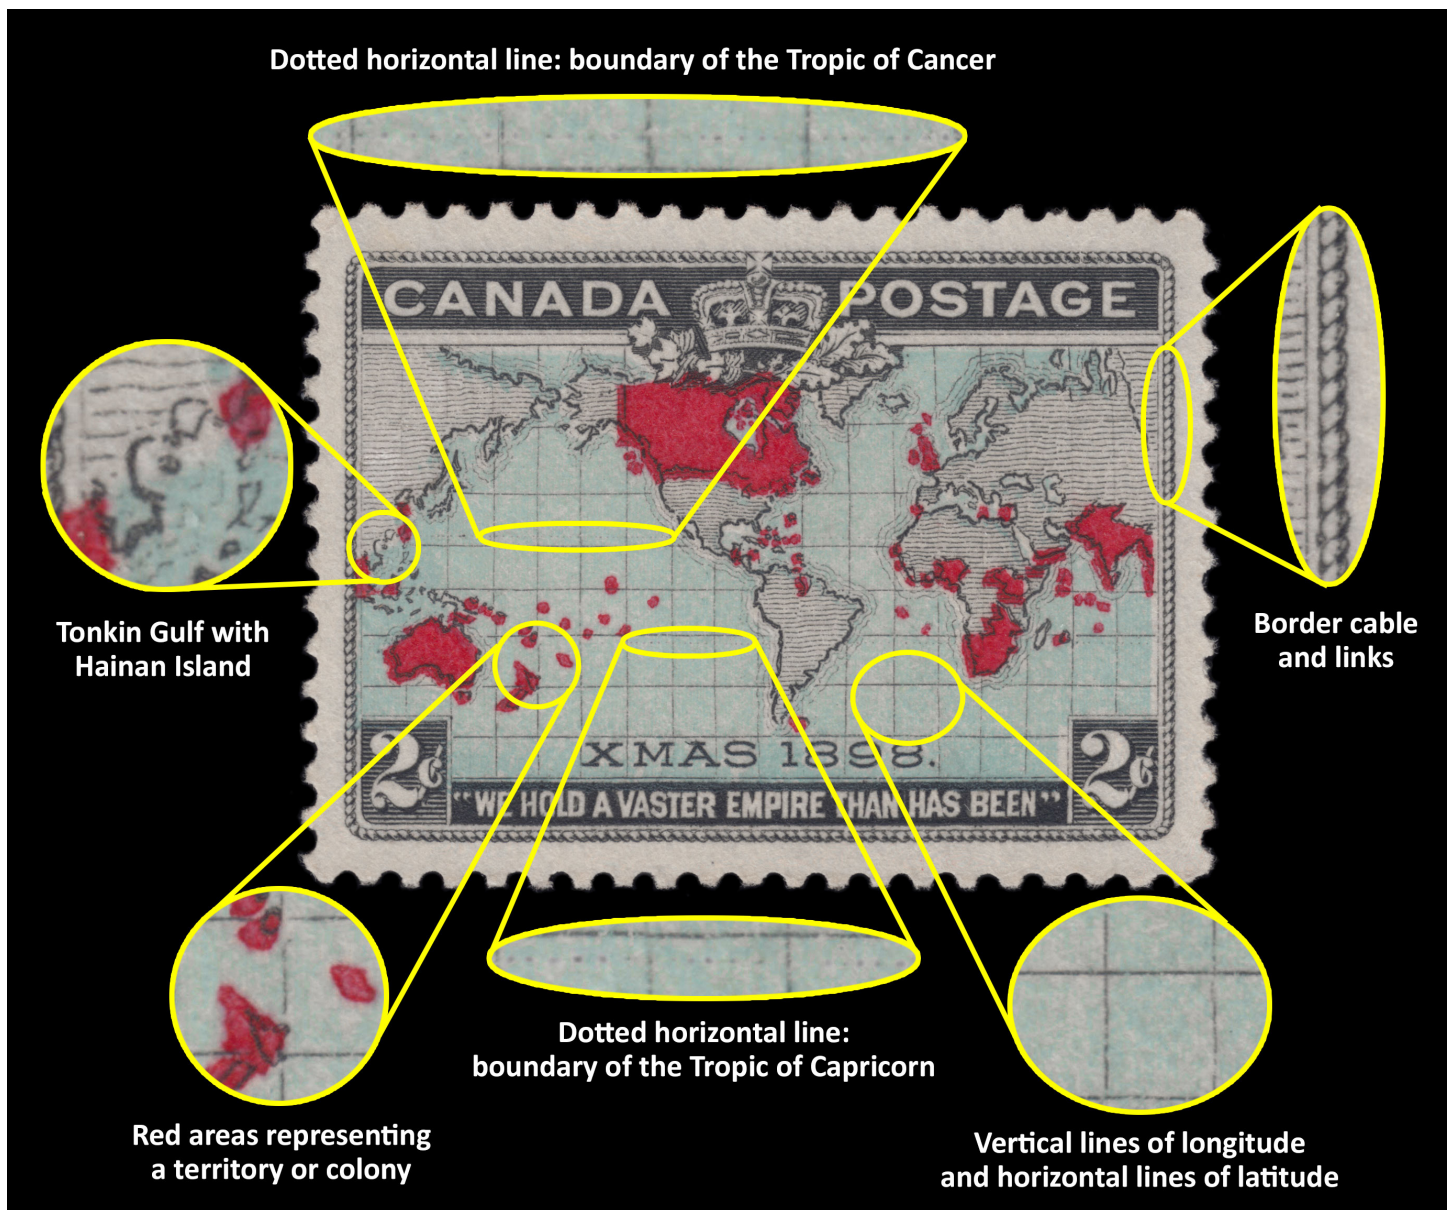 Dotted horizontal line: boundary of the Tropic of Cancer
CANADA POSTAGE
Tonkin Gulf with
Hainan Island
Border cable
and links
2¢ XMAS 1898. 2¢
"WE HOLD A VASTER EMPIRE THAN HAS BEEN"
Dotted horizontal line:
boundary of the Tropic of Capricorn
Red areas representing
a territory or colony
Vertical lines of longitude
and horizontal lines of latitude